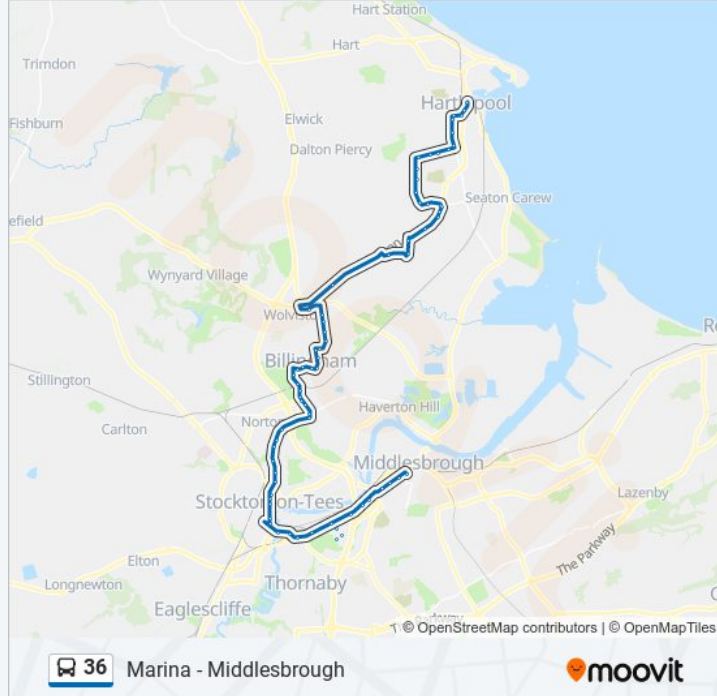 Hart Station
Hart
Trimdon
Hartlepool
Elwick
Fishburn
Dalton Piercy
Seaton Carew
efield
Wynyard Village
Wolviston
Re
Billingham
Stillington
Haverton Hill
Norton
Carlton
Middlesbrough
Lazenby
Stockton-on-Tees
Elton
The Parkway
Longnewton
Thornaby
Eaglescliffe
© OpenStreetMap contributors | © OpenMapTiles
36 Marina - Middlesbrough
moovit